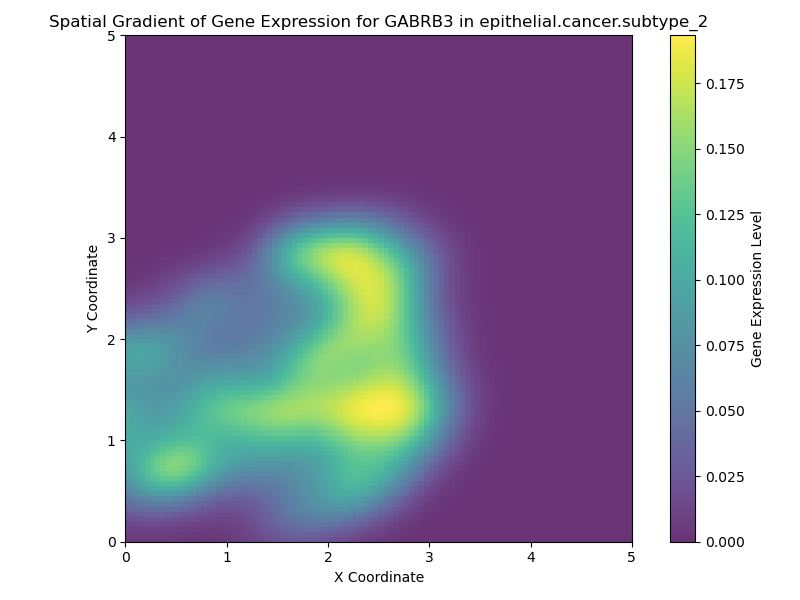 Spatial Gradient of Gene Expression for GABRB3 in epithelial.cancer.subtype_2
5
4
3
2
1
0
Y Coordinate
0 1 2 3 4 5
X Coordinate
0.175
0.150
0.125
0.100
0.075
0.050
0.025
0.000
Gene Expression Level